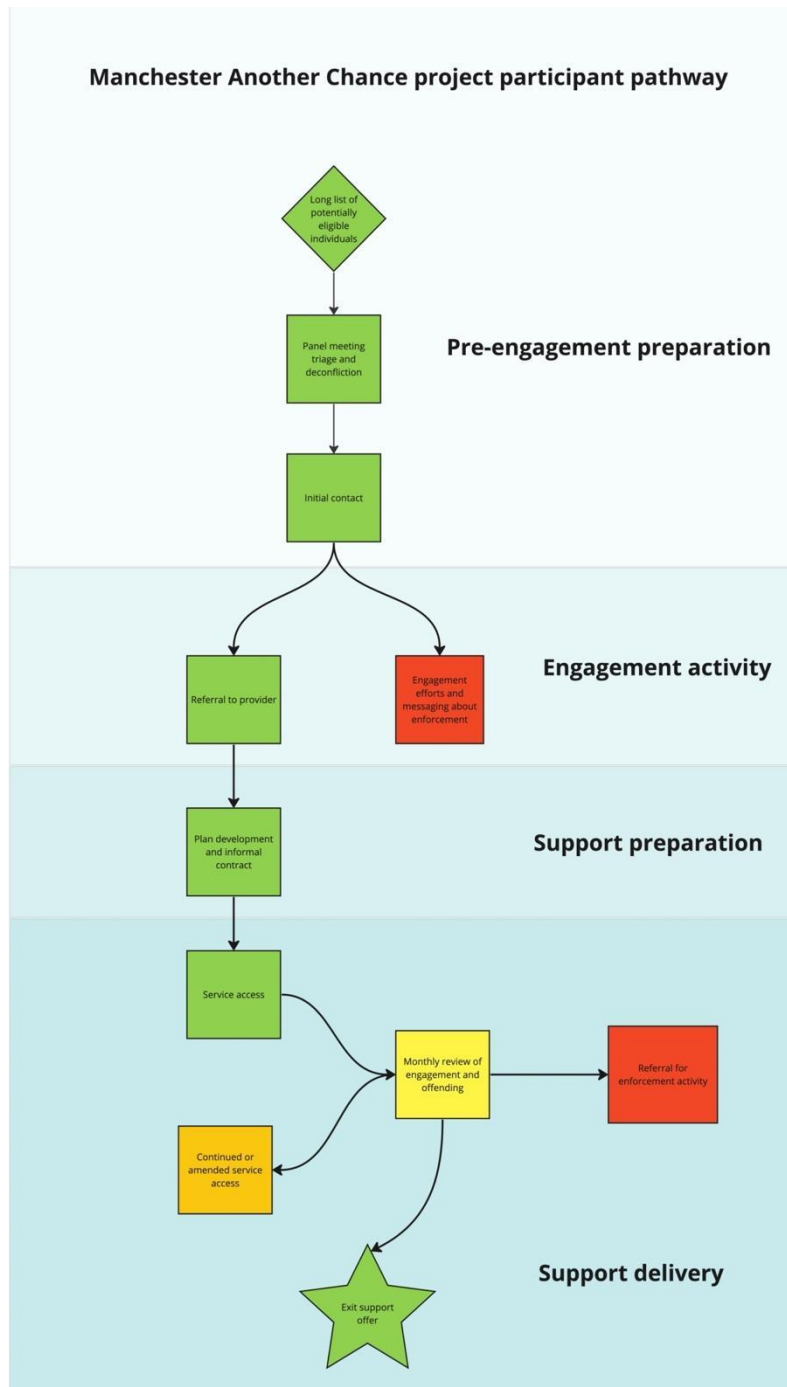 Manchester Another Chance project participant pathway
Long list of
potentially
eligible
individuals
Panel meeting
triage and
deconfliction
Pre-engagement preparation
Initial contact
Referral to provider
Engagement
efforts and
messaging about
enforcement
Engagement activity
Plan development
and informal
contract
Support preparation
Service access
Monthly review of
engagement and
offending
Referral for
enforcement activity
Continued or
amended service
access
Exit support
offer
Support delivery